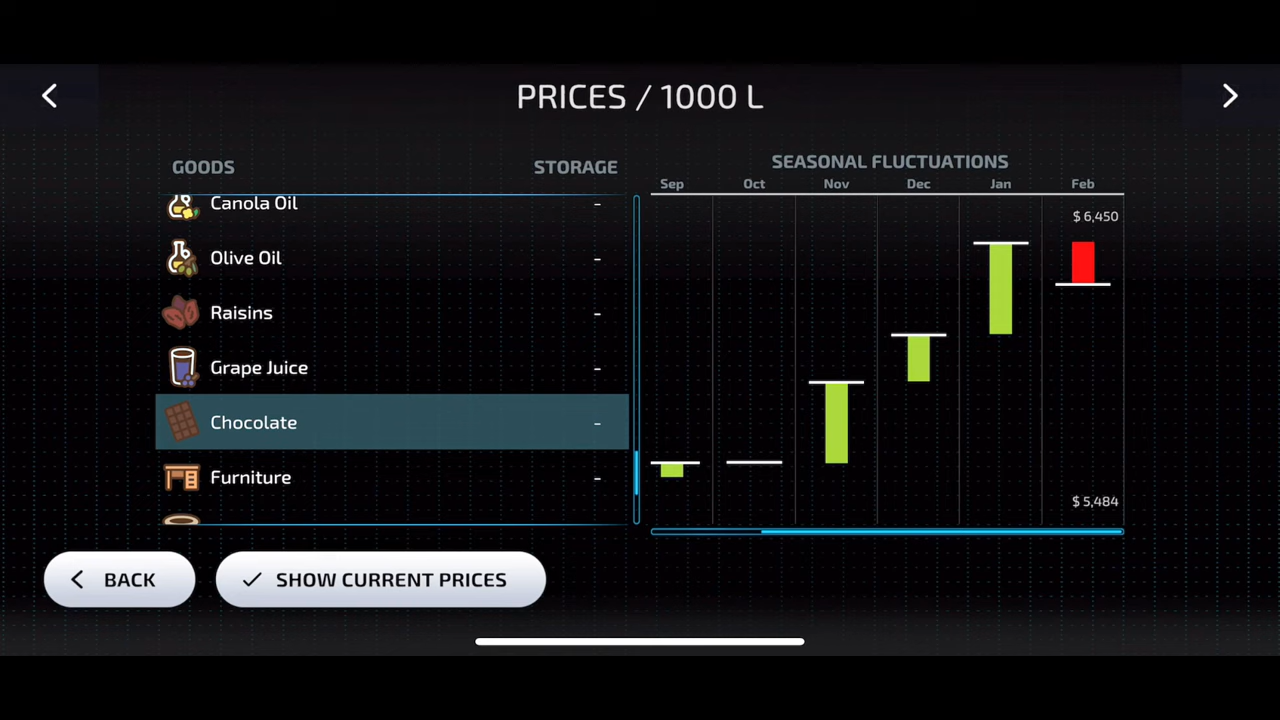 PRICES / 1000 L
GOODS STORAGE
SEASONAL FLUCTUATIONS
Sep Oct Nov Dec Jan Feb
Canola Oil -
Olive Oil -
Raisins -
Grape Juice -
Chocolate -
Furniture -
$ 6,450
$ 5,484
BACK
SHOW CURRENT PRICES